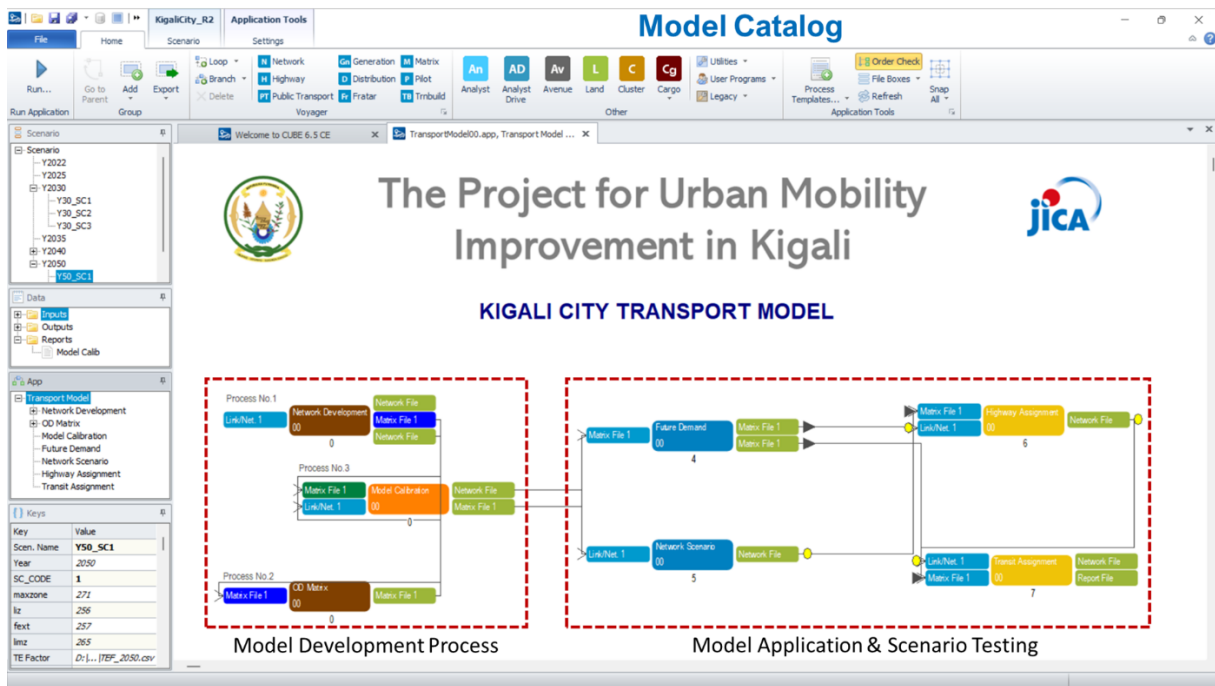 KigaliCity_R2
Application Tools
Model Catalog
File
Home
Scenario
Settings
Run...
Go to Parent
Add
Export
Loop
Branch
Delete
Network
Highway
Public Transport
Generation
Distribution
Fratar
Matrix
Pilot
Trnbuild
An
Analyst
AD
Analyst Drive
Av
Avenue
L
Land
C
Cluster
Cg
Cargo
Utilities
User Programs
Legacy
Process Templates...
Order Check
File Boxes
Refresh
Snap All
Run Application
Group
Voyager
Other
Application Tools
Scenario
Welcome to CUBE 6.5 CE
TransportModel00.app, Transport Model ...
Scenario
Y2022
Y2025
Y2030
Y30_SC1
Y30_SC2
Y30_SC3
Y2035
Y2040
Y2050
Y50_SC1
The Project for Urban Mobility
Improvement in Kigali
jICA
KIGALI CITY TRANSPORT MODEL
Data
Inputs
Outputs
Reports
Model Calib
App
Transport Model
Network Development
OD Matrix
Model Calibration
Future Demand
Network Scenario
Highway Assignment
Transit Assignment
Keys
Key Value
Scen. Name Y50_SC1
Year 2050
SC_CODE 1
maxzone 271
liz 256
fext 257
limz 265
TE Factor D:\...|TEF_2050.csv
Process No.1
Link/Net. 1
Network Development
00
Network File
Matrix File 1
Network File
0
Process No.3
Matrix File 1
Link/Net. 1
Model Calibration
00
Network File
Matrix File 1
0
Process No.2
Matrix File 1
OD Matrix
00
Matrix File 1
0
Model Development Process
Matrix File 1
Future Demand
00
Matrix File 1
Matrix File 1
4
Link/Net. 1
Network Scenario
00
Network File
5
Matrix File 1
Link/Net. 1
Highway Assignment
00
Network File
6
Link/Net. 1
Matrix File 1
Transit Assignment
00
Network File
Report File
7
Model Application & Scenario Testing